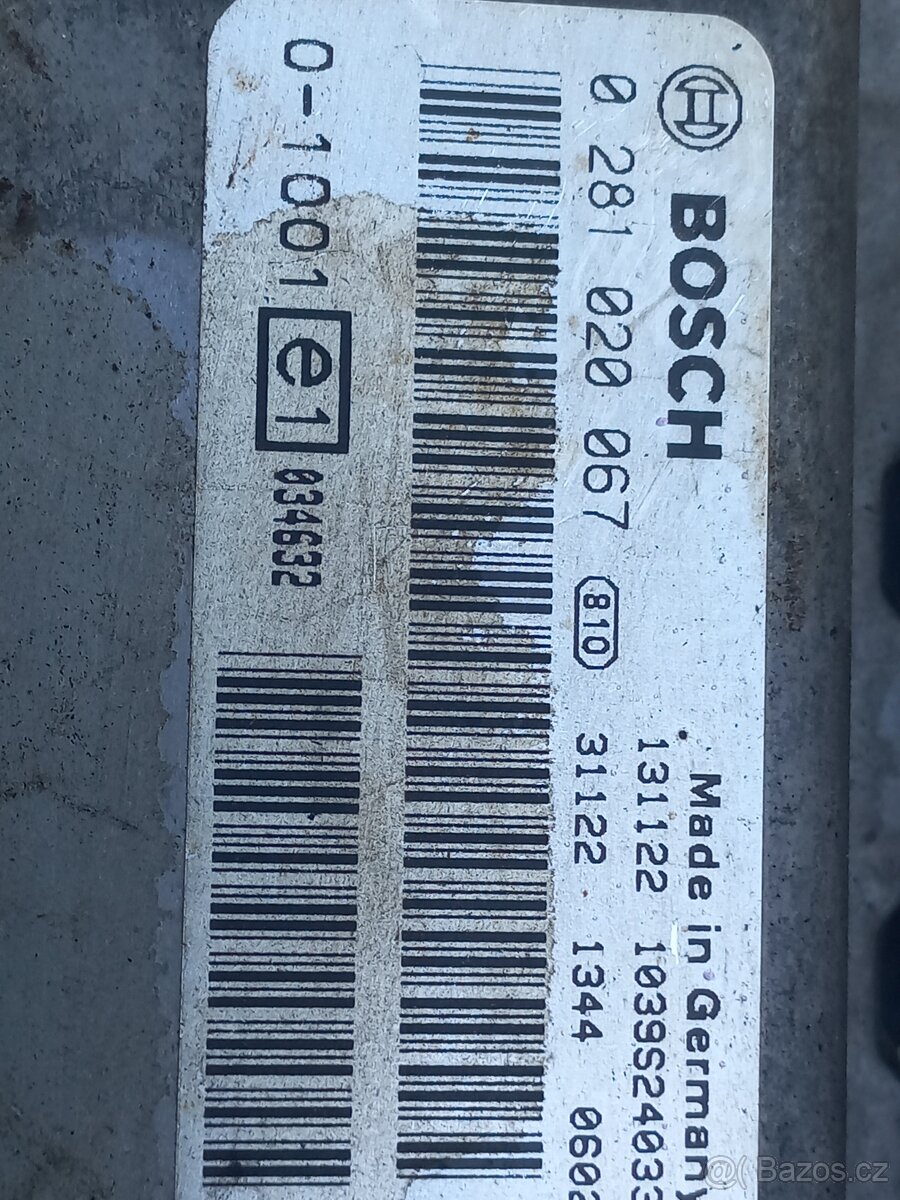 BOSCH
Made in Germany
0 281 020 067
810
131122 1039S24033
31122 1344 0602
0-1001
e1
034632
@( Bazos.cz